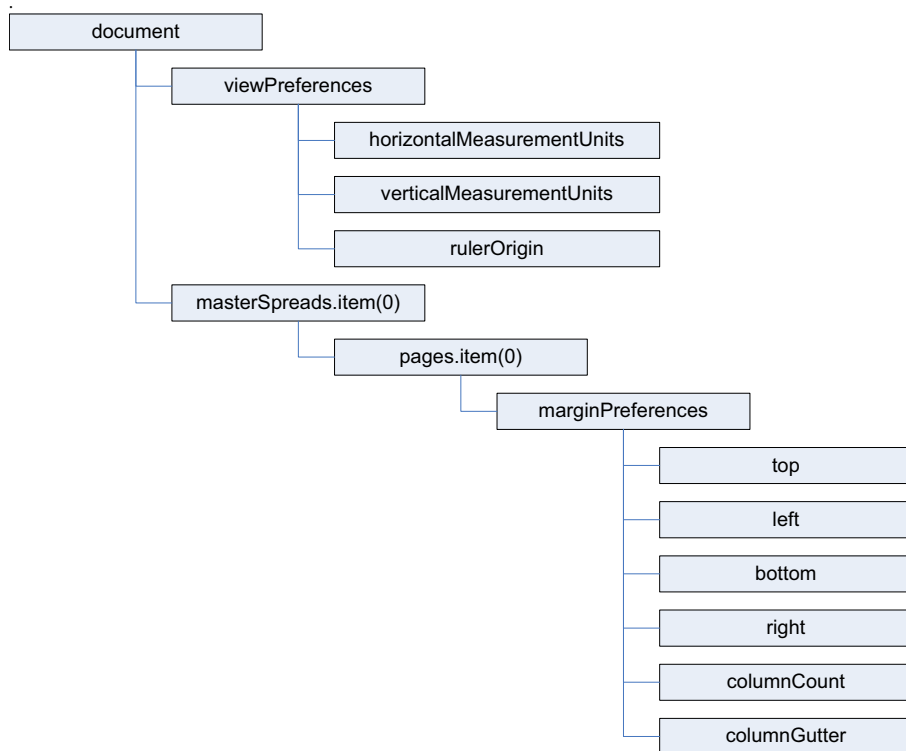 .
document
viewPreferences
horizontalMeasurementUnits
verticalMeasurementUnits
rulerOrigin
masterSpreads.item(0)
pages.item(0)
marginPreferences
top
left
bottom
right
columnCount
columnGutter